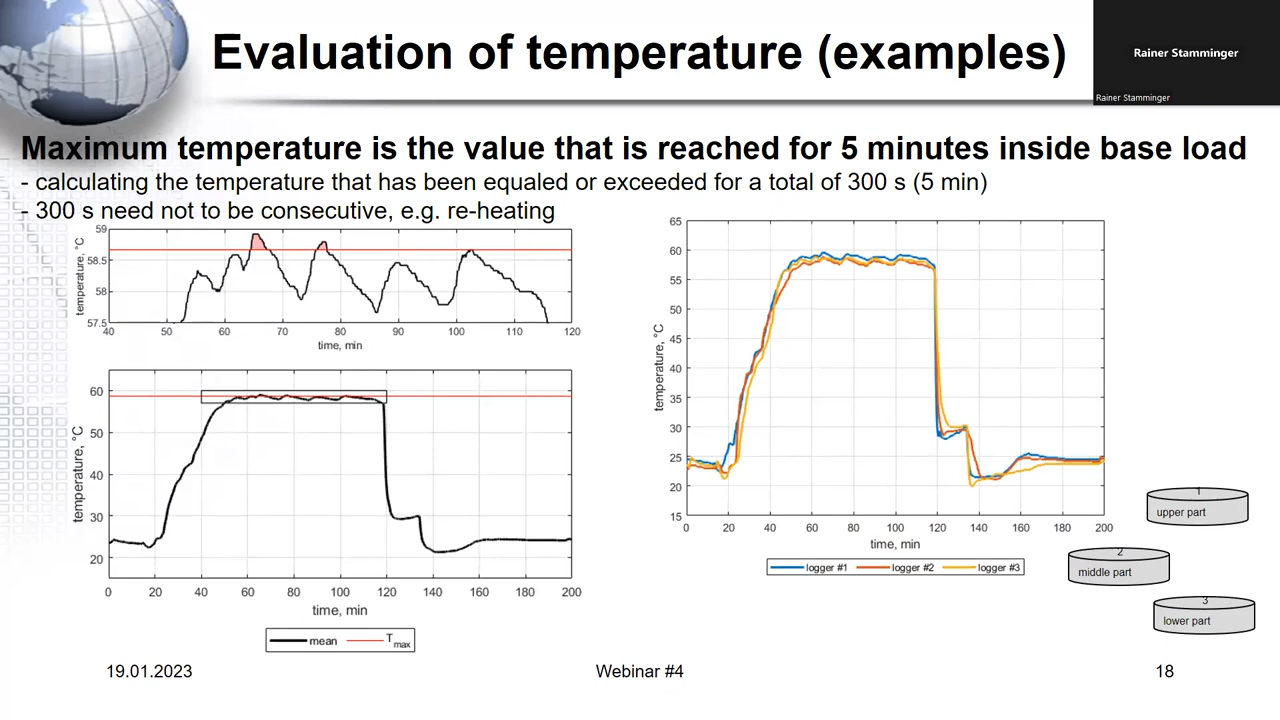 Evaluation of temperature (examples)
Rainer Stamminger
Rainer Stamminger
Maximum temperature is the value that is reached for 5 minutes inside base load
- calculating the temperature that has been equaled or exceeded for a total of 300 s (5 min)
- 300 s need not to be consecutive, e.g. re-heating
59
58.5
58
57.5
temperature, °C
40 50 60 70 80 90 100 110 120
time, min
60
50
40
30
20
temperature, °C
0 20 40 60 80 100 120 140 160 180 200
time, min
mean T max
65
60
55
50
45
40
35
30
25
20
15
temperature, °C
0 20 40 60 80 100 120 140 160 180 200
time, min
logger #1 logger #2 logger #3
1
upper part
2
middle part
3
lower part
19.01.2023
Webinar #4
18